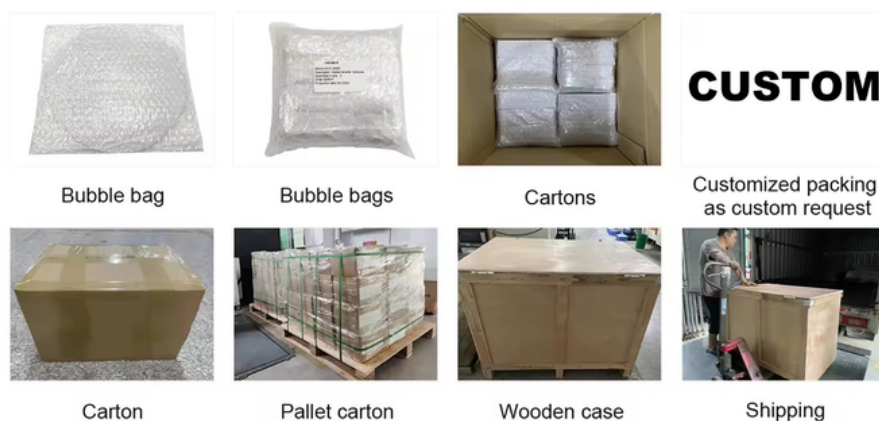 CUSTOM
Bubble bag
Bubble bags
Cartons
Customized packing
as custom request
Carton
Pallet carton
Wooden case
Shipping